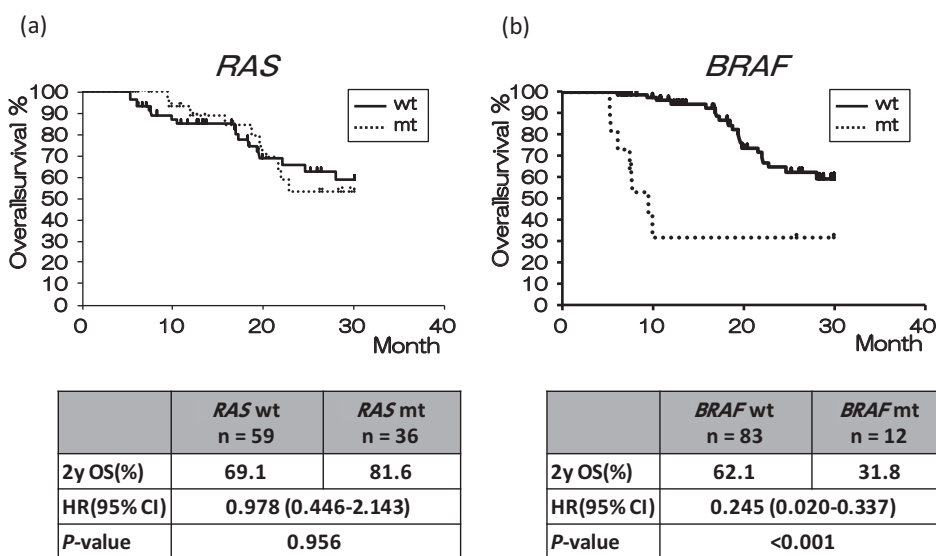 (a)
RAS
Overallsurvival %
100
90
80
70
60
50
40
30
20
10
0
wt
mt
0 10 20 30 40
Month
RAS wt RAS mt
n = 59 n = 36
2y OS(%) 69.1 81.6
HR(95% CI) 0.978 (0.446-2.143)
P-value 0.956
(b)
BRAF
Overallsurvival %
100
90
80
70
60
50
40
30
20
10
0
wt
mt
0 10 20 30 40
Month
BRAF wt BRAF mt
n = 83 n = 12
2y OS(%) 62.1 31.8
HR(95% CI) 0.245 (0.020-0.337)
P-value <0.001